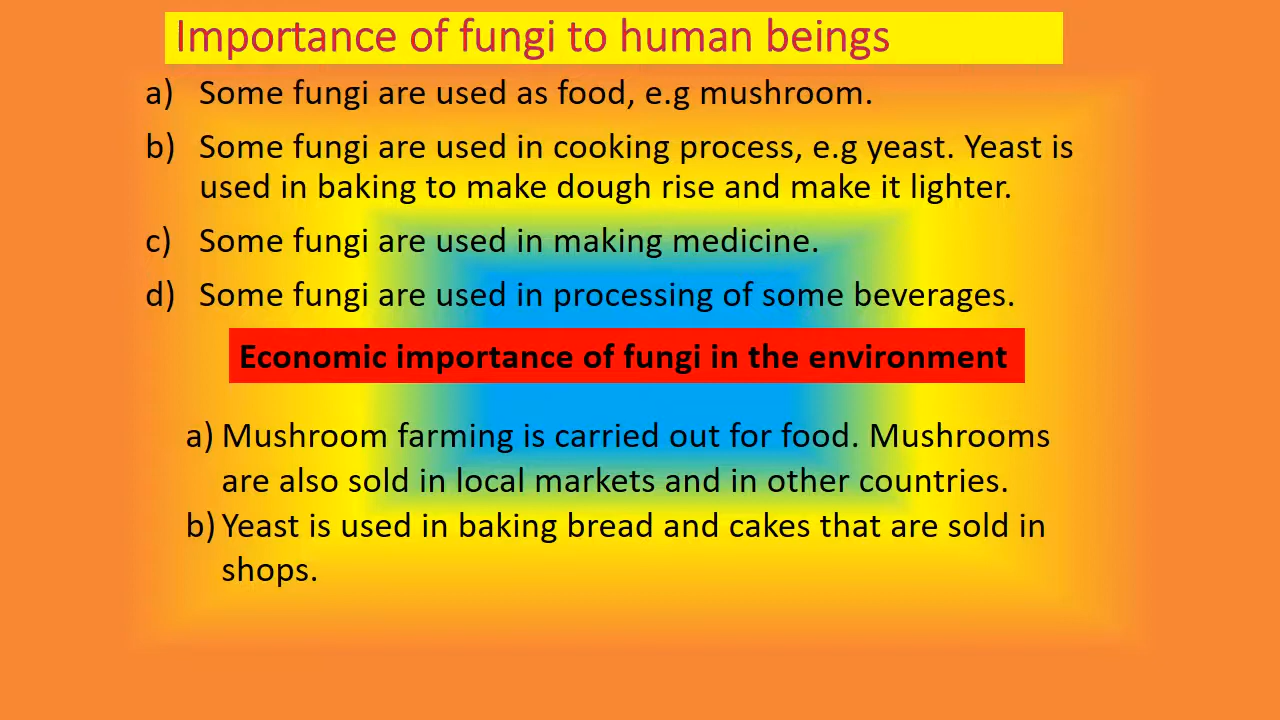 Importance of fungi to human beings
a) Some fungi are used as food, e.g mushroom.
b) Some fungi are used in cooking process, e.g yeast. Yeast is
used in baking to make dough rise and make it lighter.
c) Some fungi are used in making medicine.
d) Some fungi are used in processing of some beverages.
Economic importance of fungi in the environment
a) Mushroom farming is carried out for food. Mushrooms
are also sold in local markets and in other countries.
b) Yeast is used in baking bread and cakes that are sold in
shops.